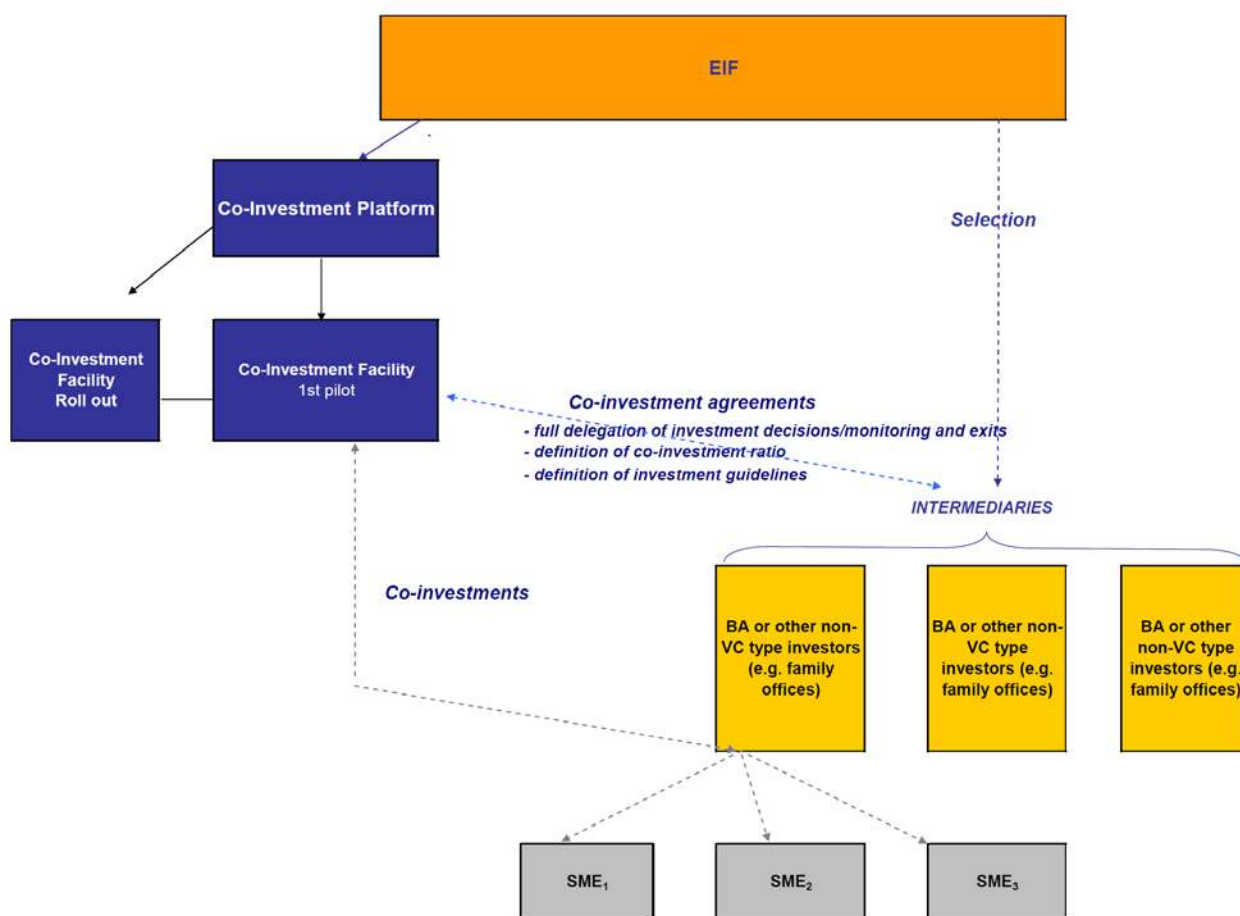 EIF
Co-Investment Platform
Selection
Co-Investment
Facility
Roll out
Co-Investment Facility
1st pilot
Co-investment agreements
- full delegation of investment decisions/monitoring and exits
- definition of co-investment ratio
- definition of investment guidelines
INTERMEDIARIES
Co-investments
BA or other non-
VC type investors
(e.g. family
offices)
BA or other non-
VC type
investors (e.g.
family offices)
BA or other
non-VC type
investors (e.g.
family offices)
SME₁
SME₂
SME₃